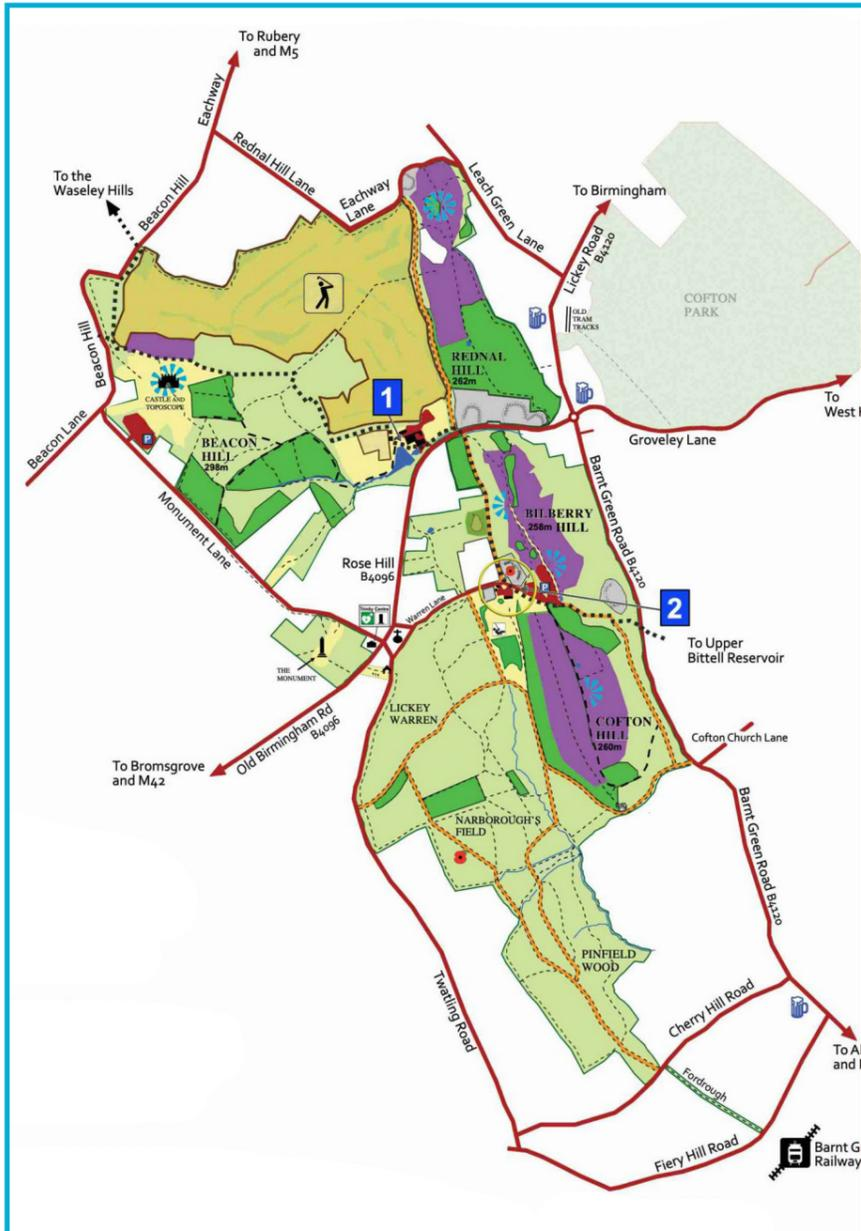 To Rubery
and M5
Eachway
Rednal Hill Lane
To the
Waseley Hills
Beacon Hill
Eachway
Lane
Leach Green
Lane
To Birmingham
Lickey Road
B4120
OLD
TRAM
TRACKS
COFTON
PARK
REDNAL
HILL
262m
Beacon Hill
CASTLE AND
TOPOSCOPE
1
P
BEACON
HILL
298m
Beacon Lane
To
West
Groveley Lane
Monument Lane
BILBERRY
258m HILL
Barnt Green Road B4120
Rose Hill
B4096
P
2
Trinity Centre
Warren Lane
To Upper
Bittell Reservoir
THE
MONUMENT
LICKEY
WARREN
Old Birmingham Rd
B4096
COFTON
HILL
260m
Cofton Church Lane
To Bromsgrove
and M42
NARBOROUGH'S
FIELD
Barnt Green Road B4120
PINFIELD
WOOD
Twatling Road
Cherry Hill Road
To A
and
Fordrough
Fiery Hill Road
Barnt G
Railway